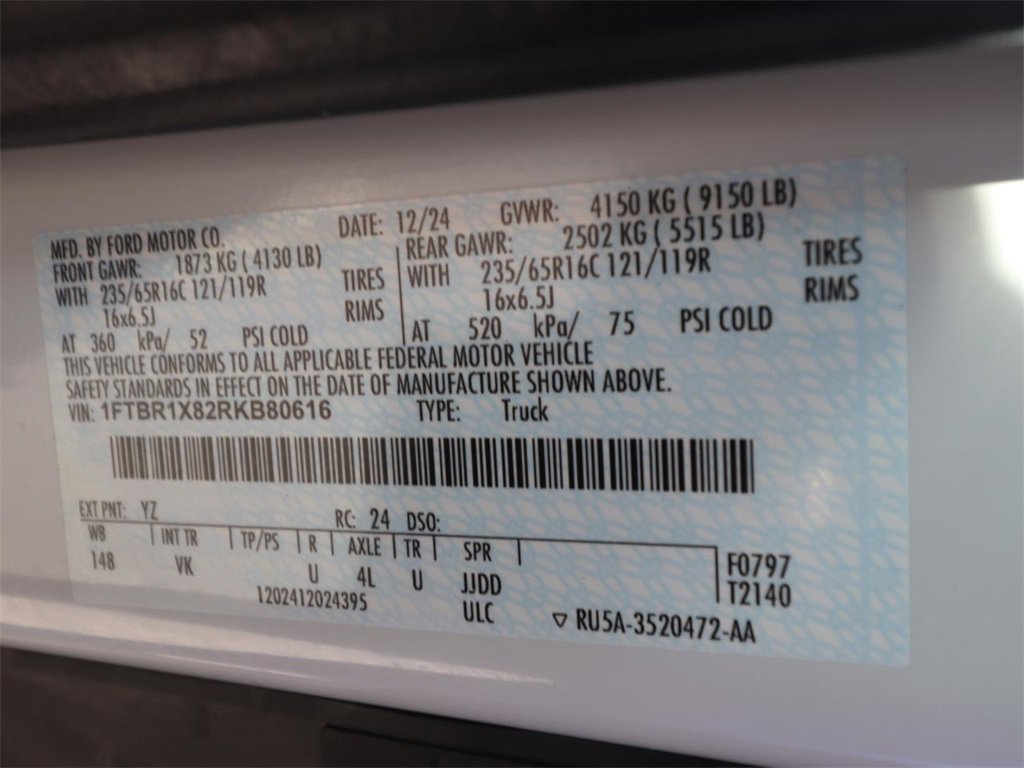 MFD. BY FORD MOTOR CO. DATE: 12/24 GVWR: 4150 KG ( 9150 LB)
FRONT GAWR: 1873 KG ( 4130 LB) REAR GAWR: 2502 KG ( 5515 LB)
WITH 235/65R16C 121/119R TIRES WITH 235/65R16C 121/119R TIRES
16x6.5J RIMS 16x6.5J RIMS
AT 360 kPa/ 52 PSI COLD AT 520 kPa/ 75 PSI COLD
THIS VEHICLE CONFORMS TO ALL APPLICABLE FEDERAL MOTOR VEHICLE
SAFETY STANDARDS IN EFFECT ON THE DATE OF MANUFACTURE SHOWN ABOVE.
VIN: 1FTBR1X82RKB80616 TYPE: Truck
EXT PNT: YZ RC: 24 DSO:
WB INT TR TP/PS R AXLE TR SPR
148 VK U 4L U JJDD F0797
1202412024395 ULC T2140
▽ RU5A-3520472-AA